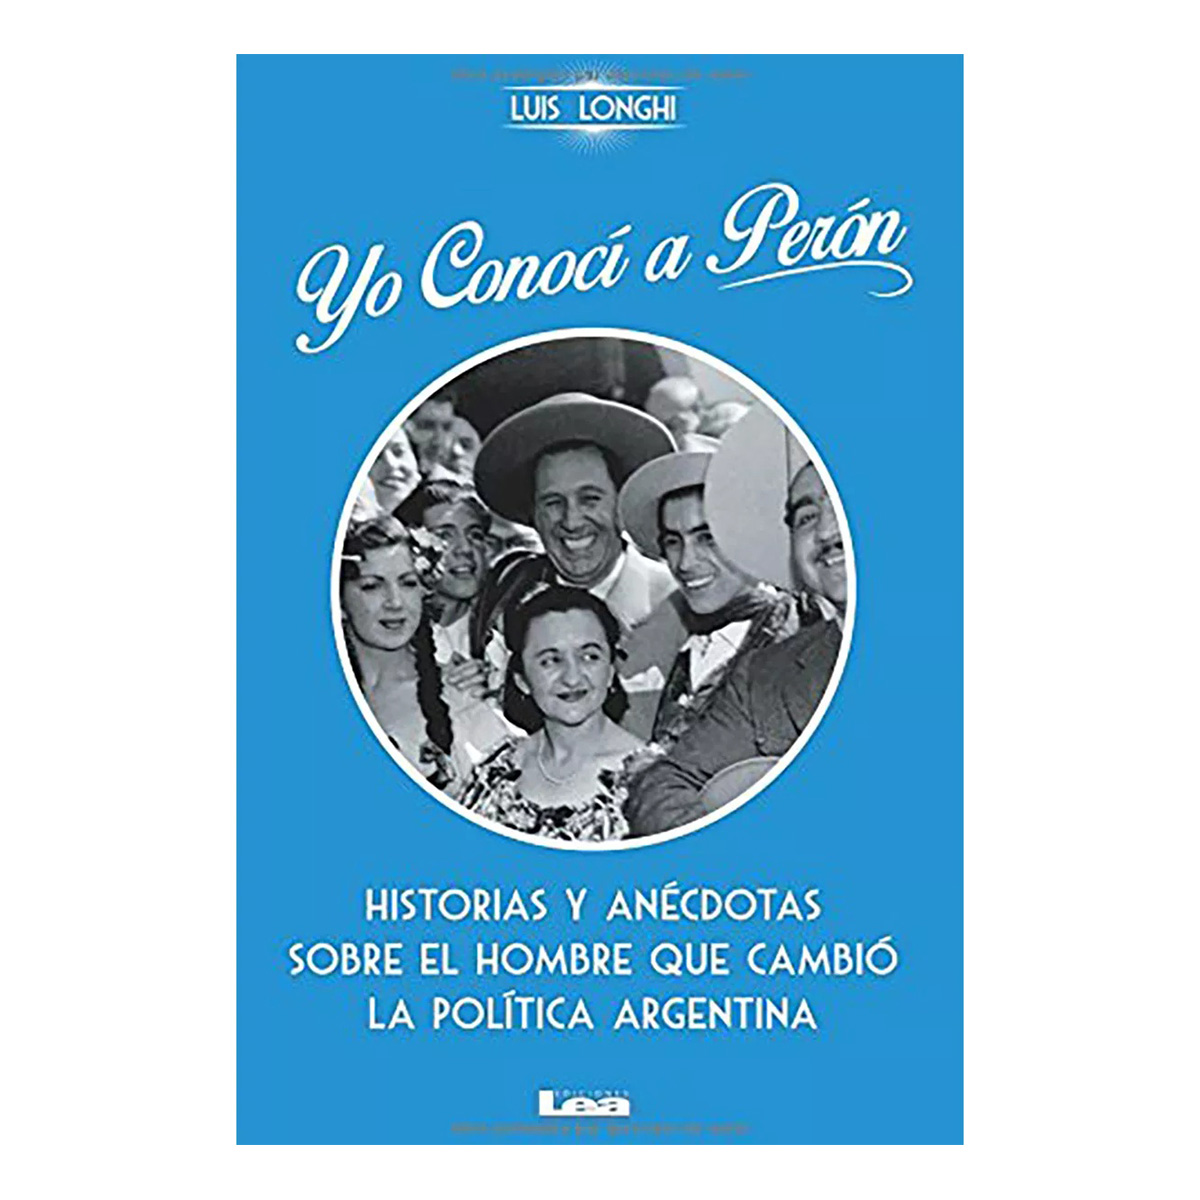 LUIS LONGHI
Yo Conocí a Perón
HISTORIAS Y ANÉCDOTAS
SOBRE EL HOMBRE QUE CAMBIÓ
LA POLÍTICA ARGENTINA
EDICIONES
Lea